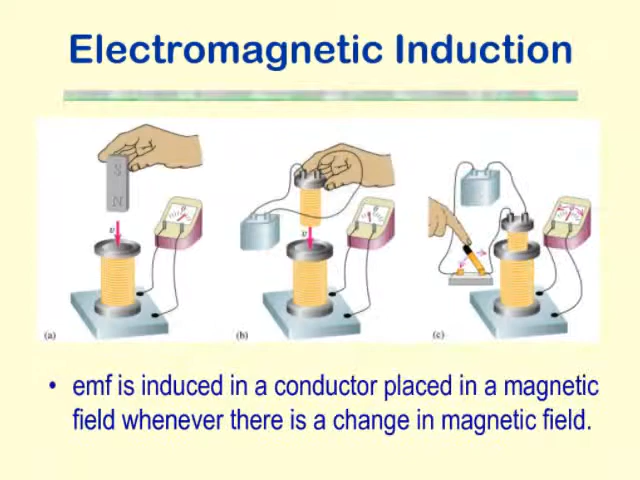 Electromagnetic Induction
S
N
v
v
(a)
(b)
(c)
• emf is induced in a conductor placed in a magnetic
field whenever there is a change in magnetic field.